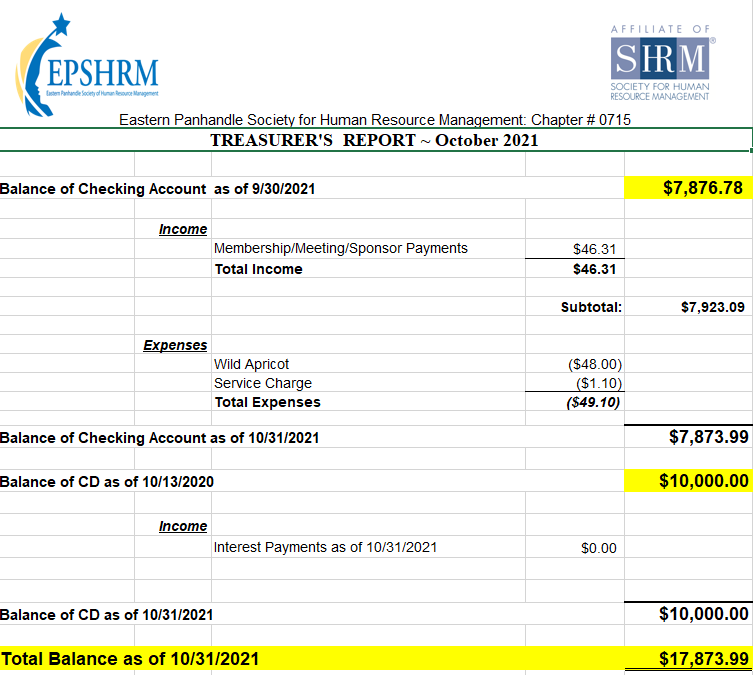 EPSHRM
Eastern Panhandle Society of Human Resource Management
AFFILIATE OF
SHRM®
SOCIETY FOR HUMAN
RESOURCE MANAGEMENT
Eastern Panhandle Society for Human Resource Management: Chapter # 0715
TREASURER'S REPORT ~ October 2021
Balance of Checking Account as of 9/30/2021 $7,876.78
Income
Membership/Meeting/Sponsor Payments $46.31
Total Income $46.31
Subtotal: $7,923.09
Expenses
Wild Apricot ($48.00)
Service Charge ($1.10)
Total Expenses ($49.10)
Balance of Checking Account as of 10/31/2021 $7,873.99
Balance of CD as of 10/13/2020 $10,000.00
Income
Interest Payments as of 10/31/2021 $0.00
Balance of CD as of 10/31/2021 $10,000.00
Total Balance as of 10/31/2021 $17,873.99